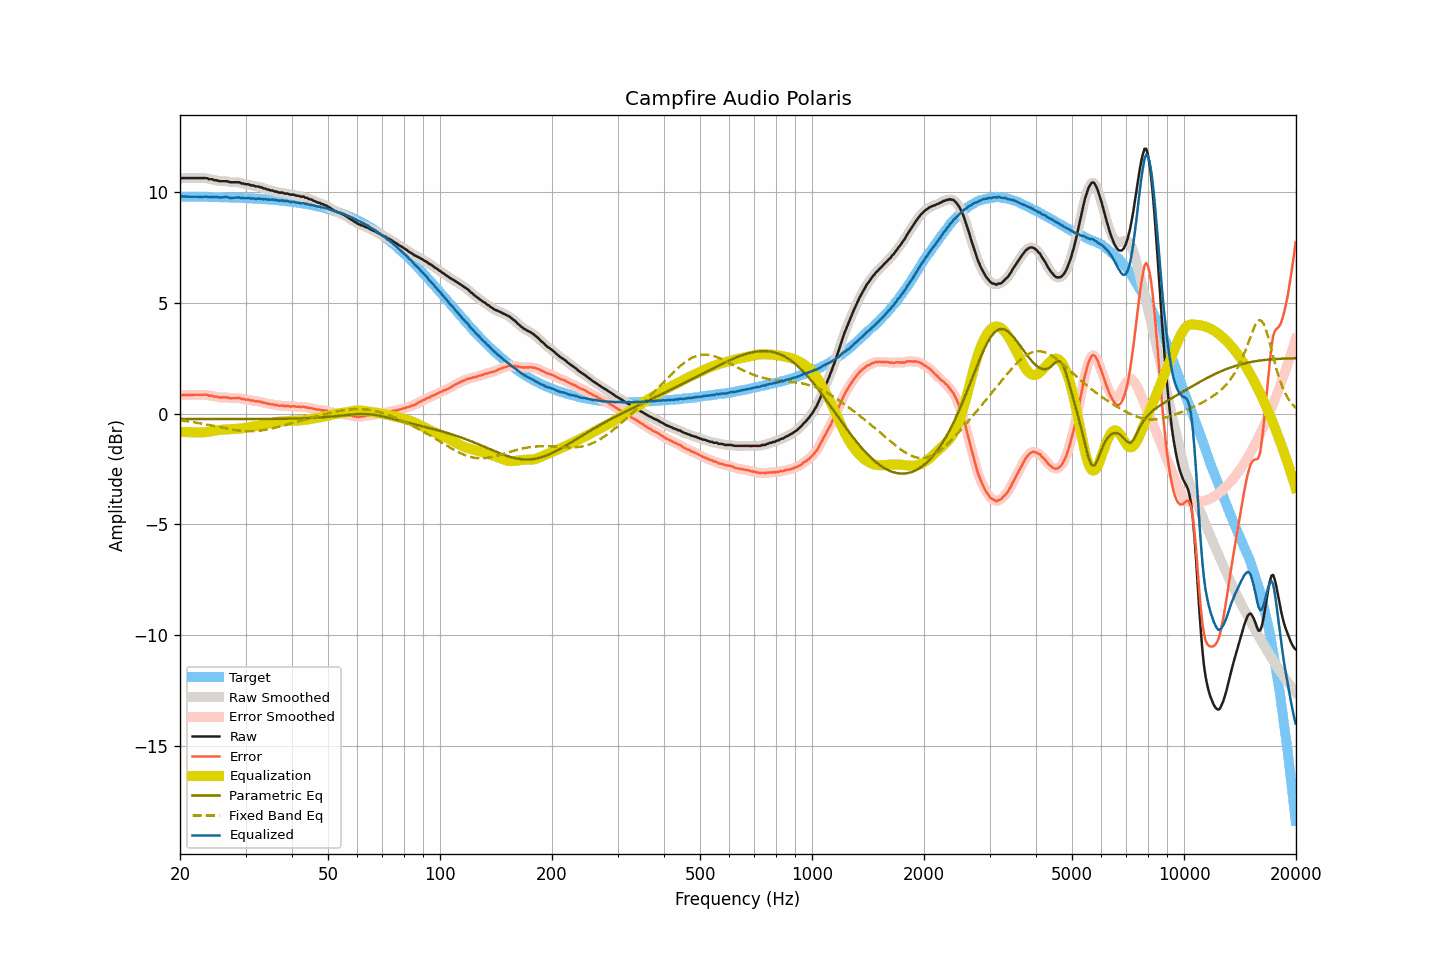 Campfire Audio Polaris
10
5
0
−5
−10
−15
Amplitude (dBr)
Target
Raw Smoothed
Error Smoothed
Raw
Error
Equalization
Parametric Eq
Fixed Band Eq
Equalized
20 50 100 200 500 1000 2000 5000 10000 20000
Frequency (Hz)